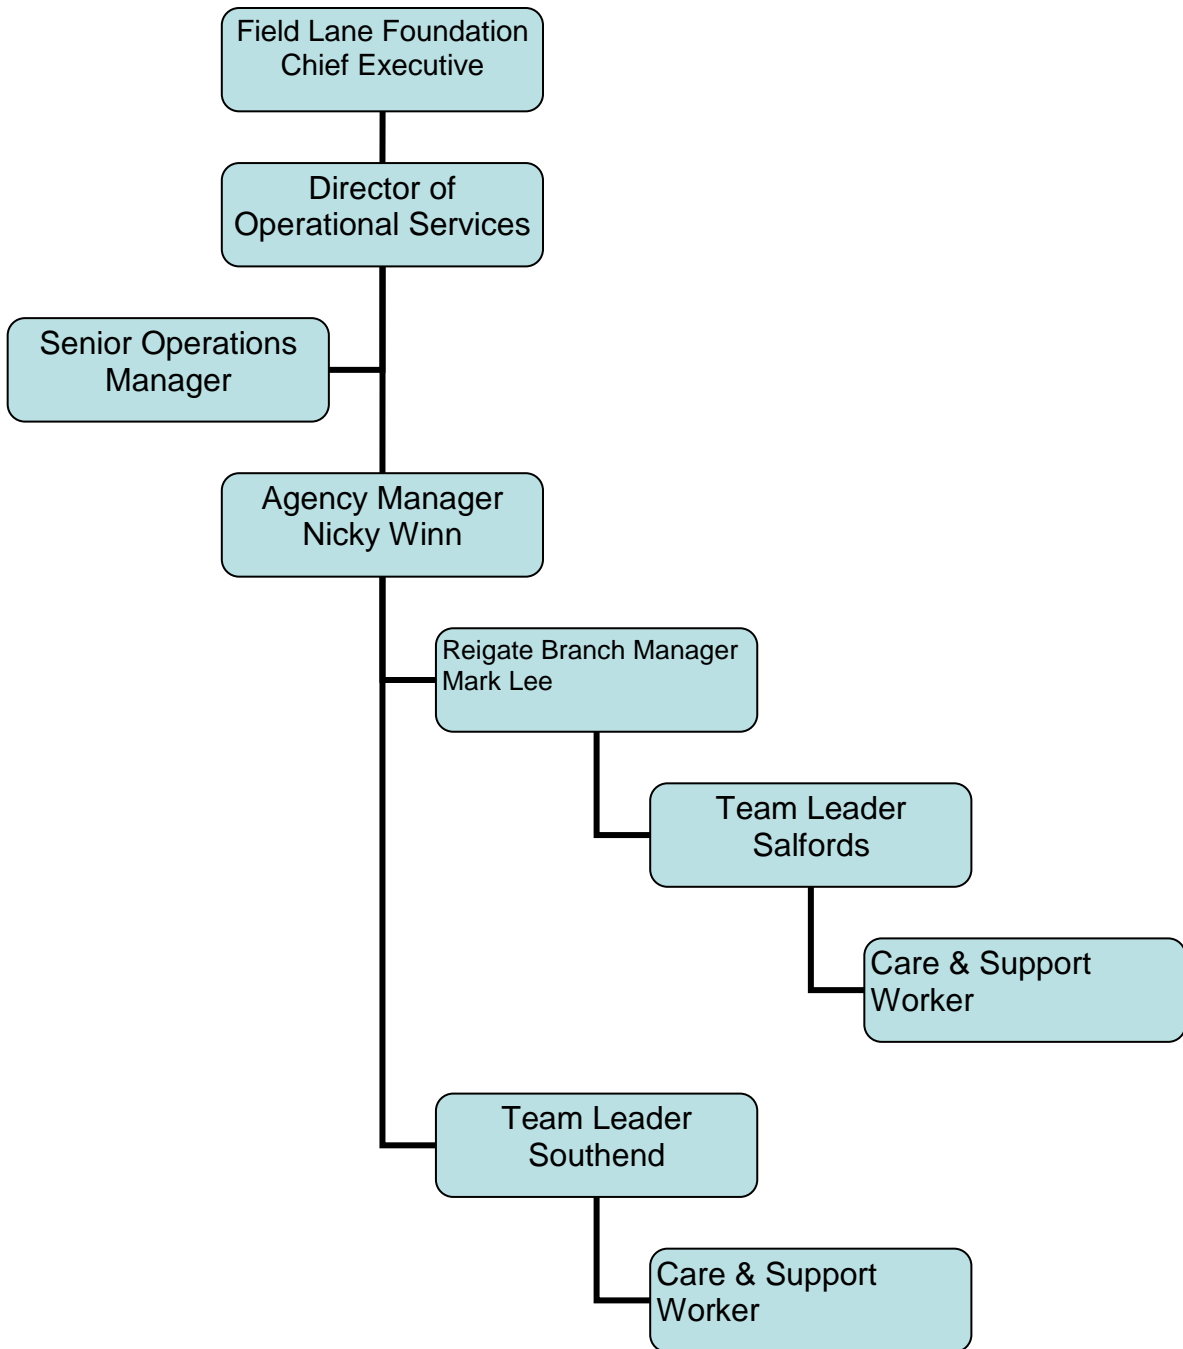 Field Lane Foundation
Chief Executive
Director of
Operational Services
Senior Operations
Manager
Agency Manager
Nicky Winn
Reigate Branch Manager
Mark Lee
Team Leader
Salfords
Care & Support
Worker
Team Leader
Southend
Care & Support
Worker